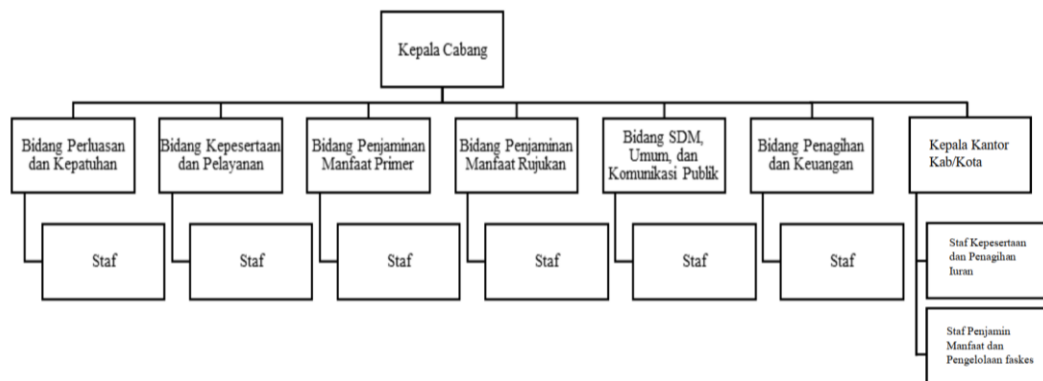 Kepala Cabang
Bidang Perluasan
dan Kepatuhan
Bidang Kepesertaan
dan Pelayanan
Bidang Penjaminan
Manfaat Primer
Bidang Penjaminan
Manfaat Rujukan
Bidang SDM,
Umum, dan
Komunikasi Publik
Bidang Penagihan
dan Keuangan
Kepala Kantor
Kab/Kota
Staf
Staf
Staf
Staf
Staf
Staf
Staf Kepesertaan
dan Penagihan
Iuran
Staf Penjamin
Manfaat dan
Pengelolaan faskes